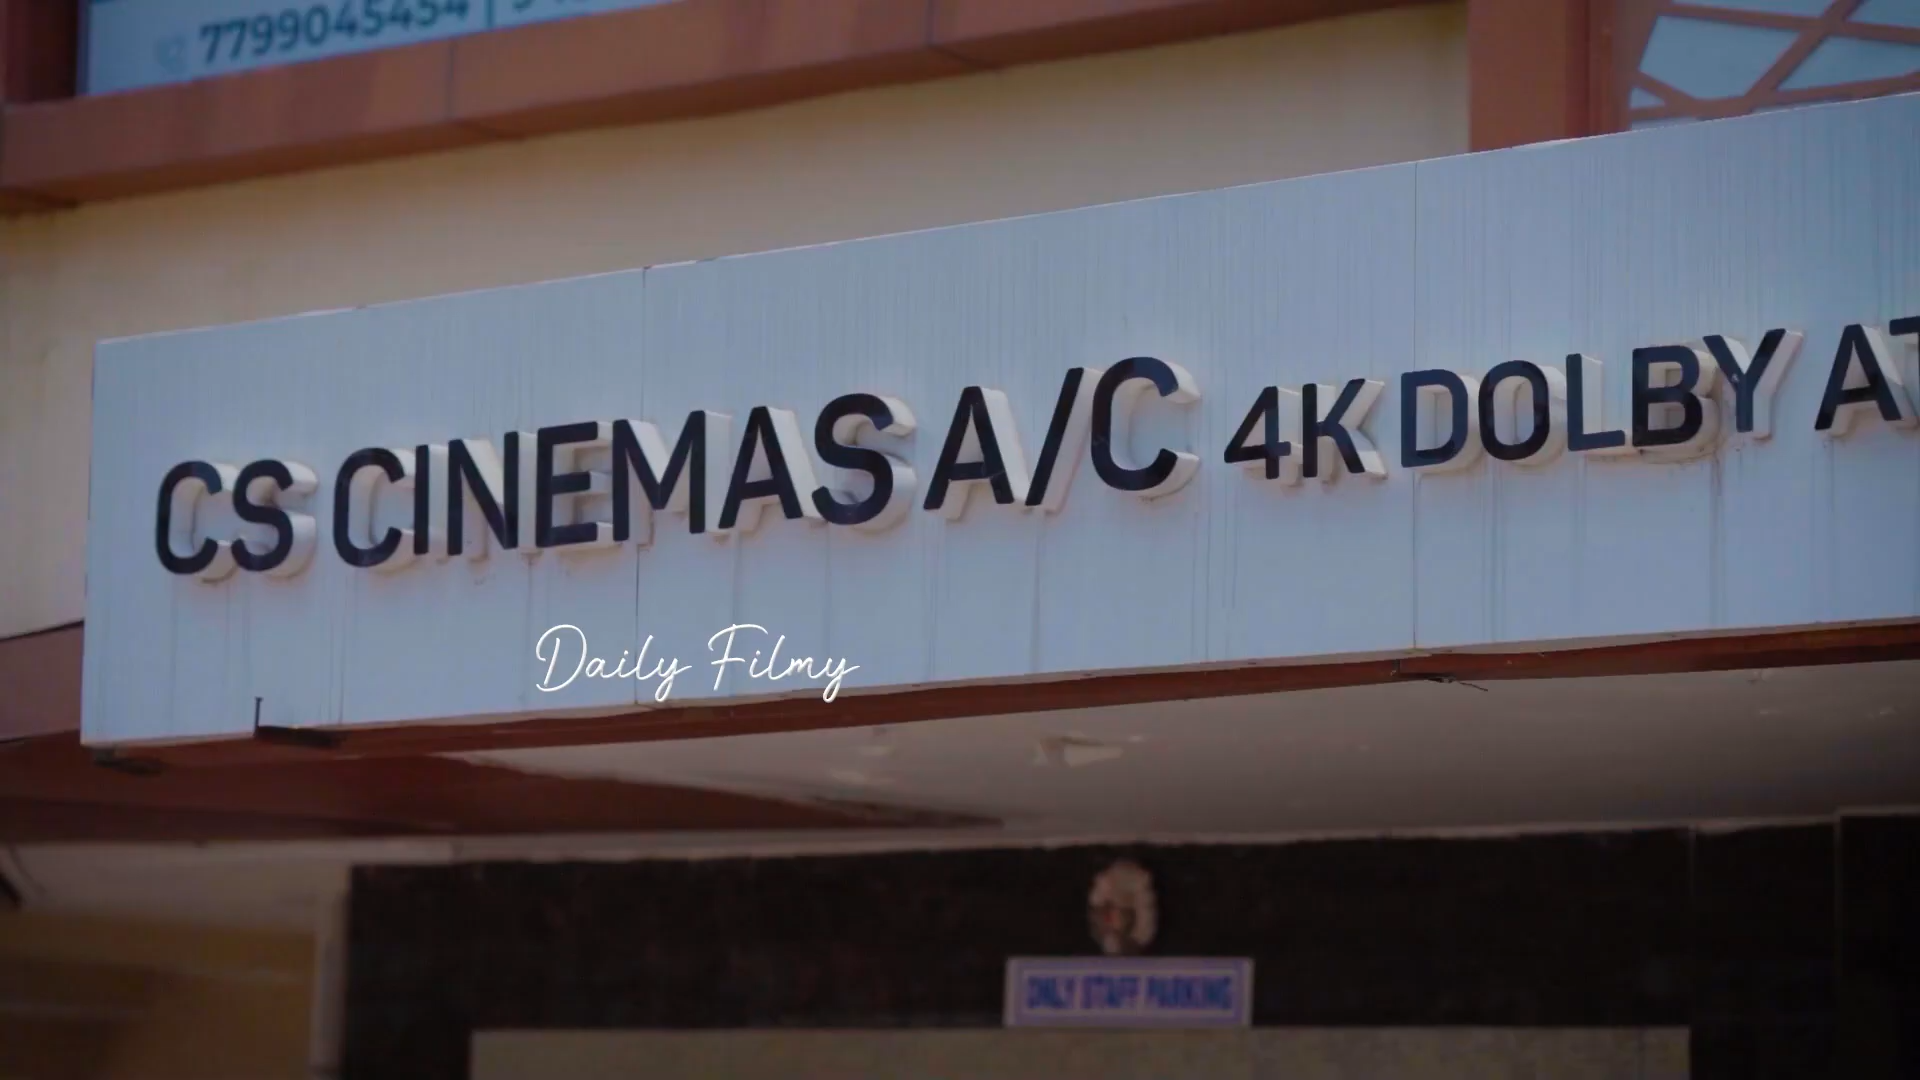 7799045454 |
CS CINEMAS A/C 4K DOLBY AT
Daily Filmy
ONLY STAFF PARKING